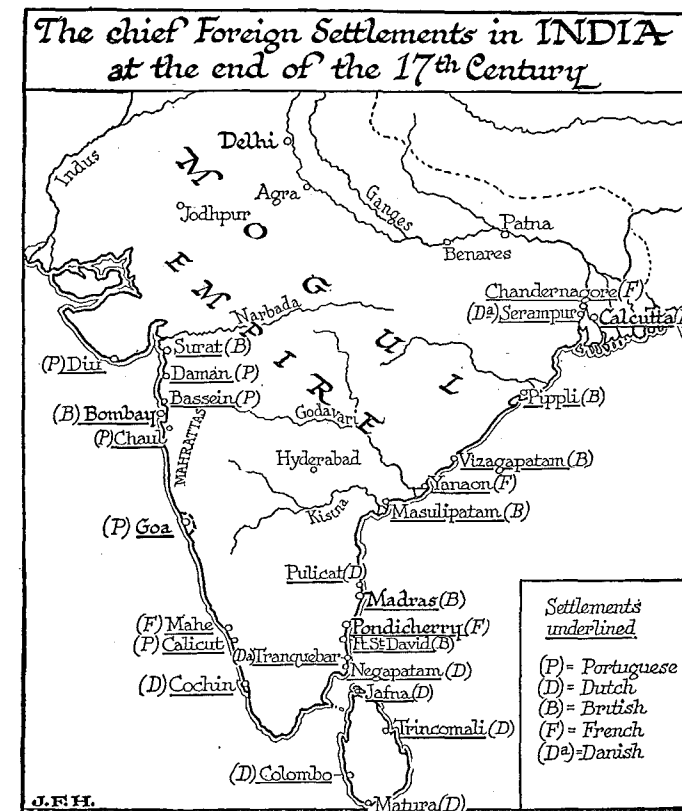 The chief Foreign Settlements in INDIA
at the end of the 17th Century
Indus
Delhi
MOGUL
EMPIRE
Agra
Ganges
Jodhpur
Patna
Benares
Chandernagore (F)
(Da) Serampur
Calcutta
Narbada
Surat (B)
(P) Diu
Daman (P)
Bassein (P)
(B) Bombay
(P) Chaul
MAHRATTAS
Godavari
Pippli (B)
Hyderabad
Vizagapatam (B)
Yanaon (F)
Kistna
Masulipatam (B)
(P) Goa
Pulicat (D)
Madras (B)
(F) Mahe
Pondicherry (F)
(P) Calicut
Ft. St. David (B)
(Da) Tranquebar
Negapatam (D)
(D) Cochin
Jafna (D)
Trincomali (D)
(D) Colombo
Matura (D)
Settlements
underlined
(P) = Portuguese
(D) = Dutch
(B) = British
(F) = French
(Da) = Danish
J.F.H.